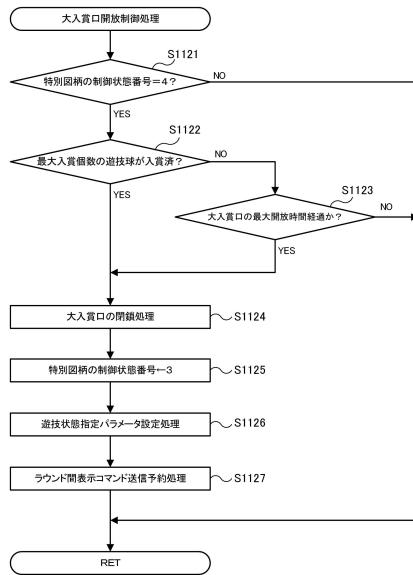 大入賞口開放制御処理
S1121
特別図柄の制御状態番号=4?
NO
YES
S1122
最大入賞個数の遊技球が入賞済?
NO
YES
S1123
大入賞口の最大開放時間経過か?
NO
YES
大入賞口の閉鎖処理
S1124
特別図柄の制御状態番号←3
S1125
遊技状態指定パラメータ設定処理
S1126
ラウンド間表示コマンド送信予約処理
S1127
RET